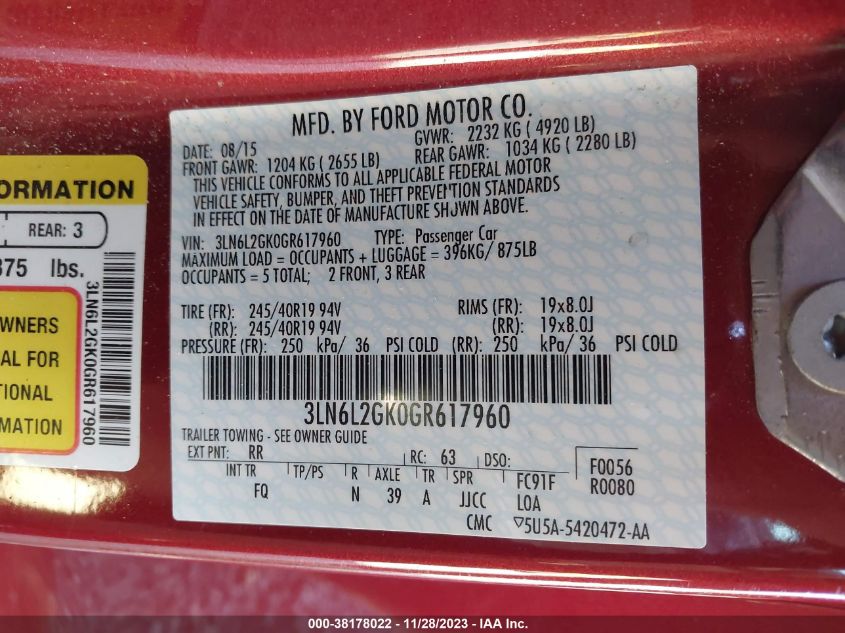 ORMATION
REAR: 3
375 lbs.
WNERS
AL FOR
TIONAL
3LN6L2GK0GR617960
MFD. BY FORD MOTOR CO.
DATE: 08/15 GVWR: 2232 KG ( 4920 LB)
FRONT GAWR: 1204 KG ( 2655 LB) REAR GAWR: 1034 KG ( 2280 LB)
THIS VEHICLE CONFORMS TO ALL APPLICABLE FEDERAL MOTOR
VEHICLE SAFETY, BUMPER, AND THEFT PREVENTION STANDARDS
IN EFFECT ON THE DATE OF MANUFACTURE SHOWN ABOVE.
VIN: 3LN6L2GK0GR617960 TYPE: Passenger Car
MAXIMUM LOAD = OCCUPANTS + LUGGAGE = 396KG/ 875LB
OCCUPANTS = 5 TOTAL; 2 FRONT, 3 REAR
TIRE (FR): 245/40R19 94V RIMS (FR): 19x8.0J
(RR): 245/40R19 94V (RR): 19x8.0J
PRESSURE (FR): 250 kPa/ 36 PSI COLD (RR): 250 kPa/ 36 PSI COLD
3LN6L2GK0GR617960
TRAILER TOWING - SEE OWNER GUIDE
EXT PNT: RR RC: 63 DSO: F0056
INT TR TP/PS R AXLE TR SPR FC91F R0080
FQ N 39 A JJCC LOA
CMC ▽5U5A-5420472-AA
000-38178022 - 11/28/2023 - IAA Inc.